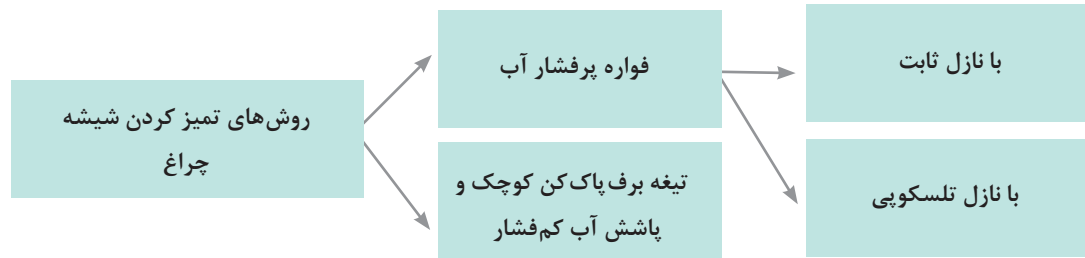 روش‌های تمیز کردن شیشه
چراغ
فواره پرفشار آب
تیغه برف‌پاک‌کن کوچک و
پاشش آب کم‌فشار
با نازل ثابت
با نازل تلسکوپی